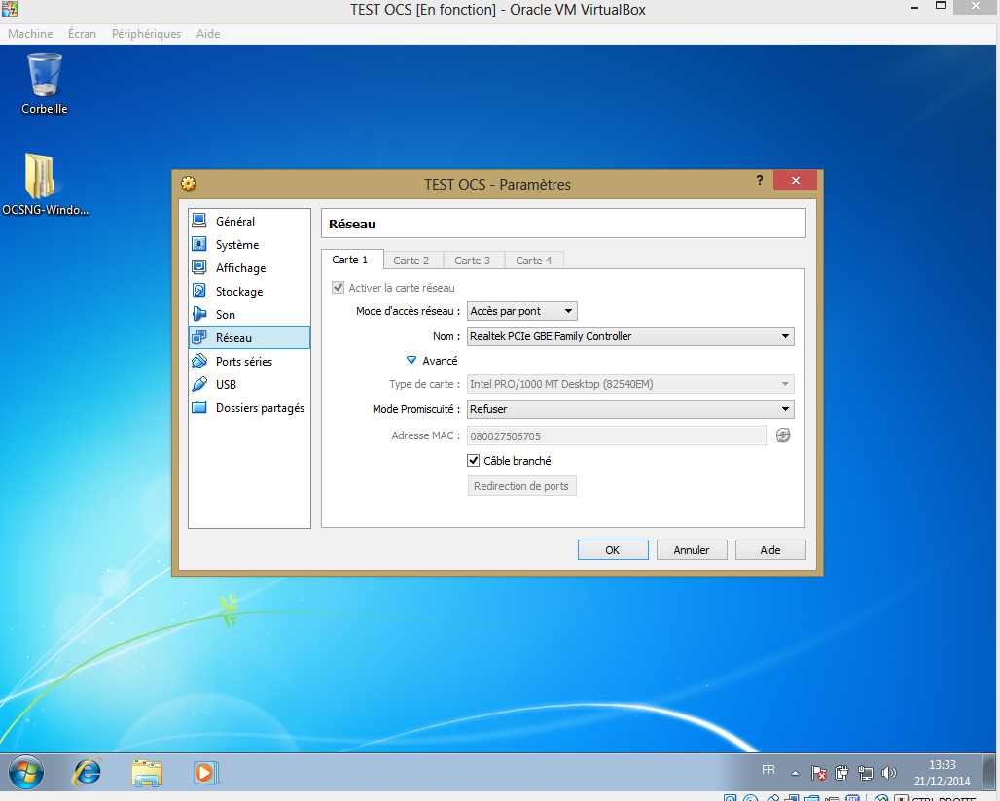 TEST OCS [En fonction] - Oracle VM VirtualBox
Machine Écran Périphériques Aide
Corbeille
OCSNG-Windo...
TEST OCS - Paramètres
?
Général
Système
Affichage
Stockage
Son
Réseau
Ports séries
USB
Dossiers partagés
Réseau
Carte 1 Carte 2 Carte 3 Carte 4
Activer la carte réseau
Mode d'accès réseau : Accès par pont
Nom : Realtek PCIe GBE Family Controller
Avancé
Type de carte : Intel PRO/1000 MT Desktop (82540EM)
Mode Promiscuité : Refuser
Adresse MAC : 080027506705
Câble branché
Redirection de ports
OK Annuler Aide
FR
13:33
21/12/2014
CTRL DROITE